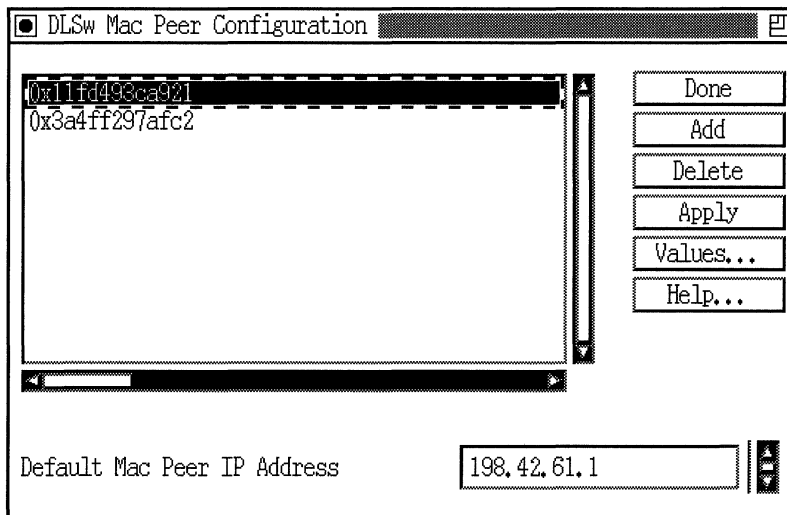 DLSw Mac Peer Configuration
0x11fd493ca921
0x3a4ff297afc2
Done
Add
Delete
Apply
Values...
Help...
Default Mac Peer IP Address
198.42.61.1